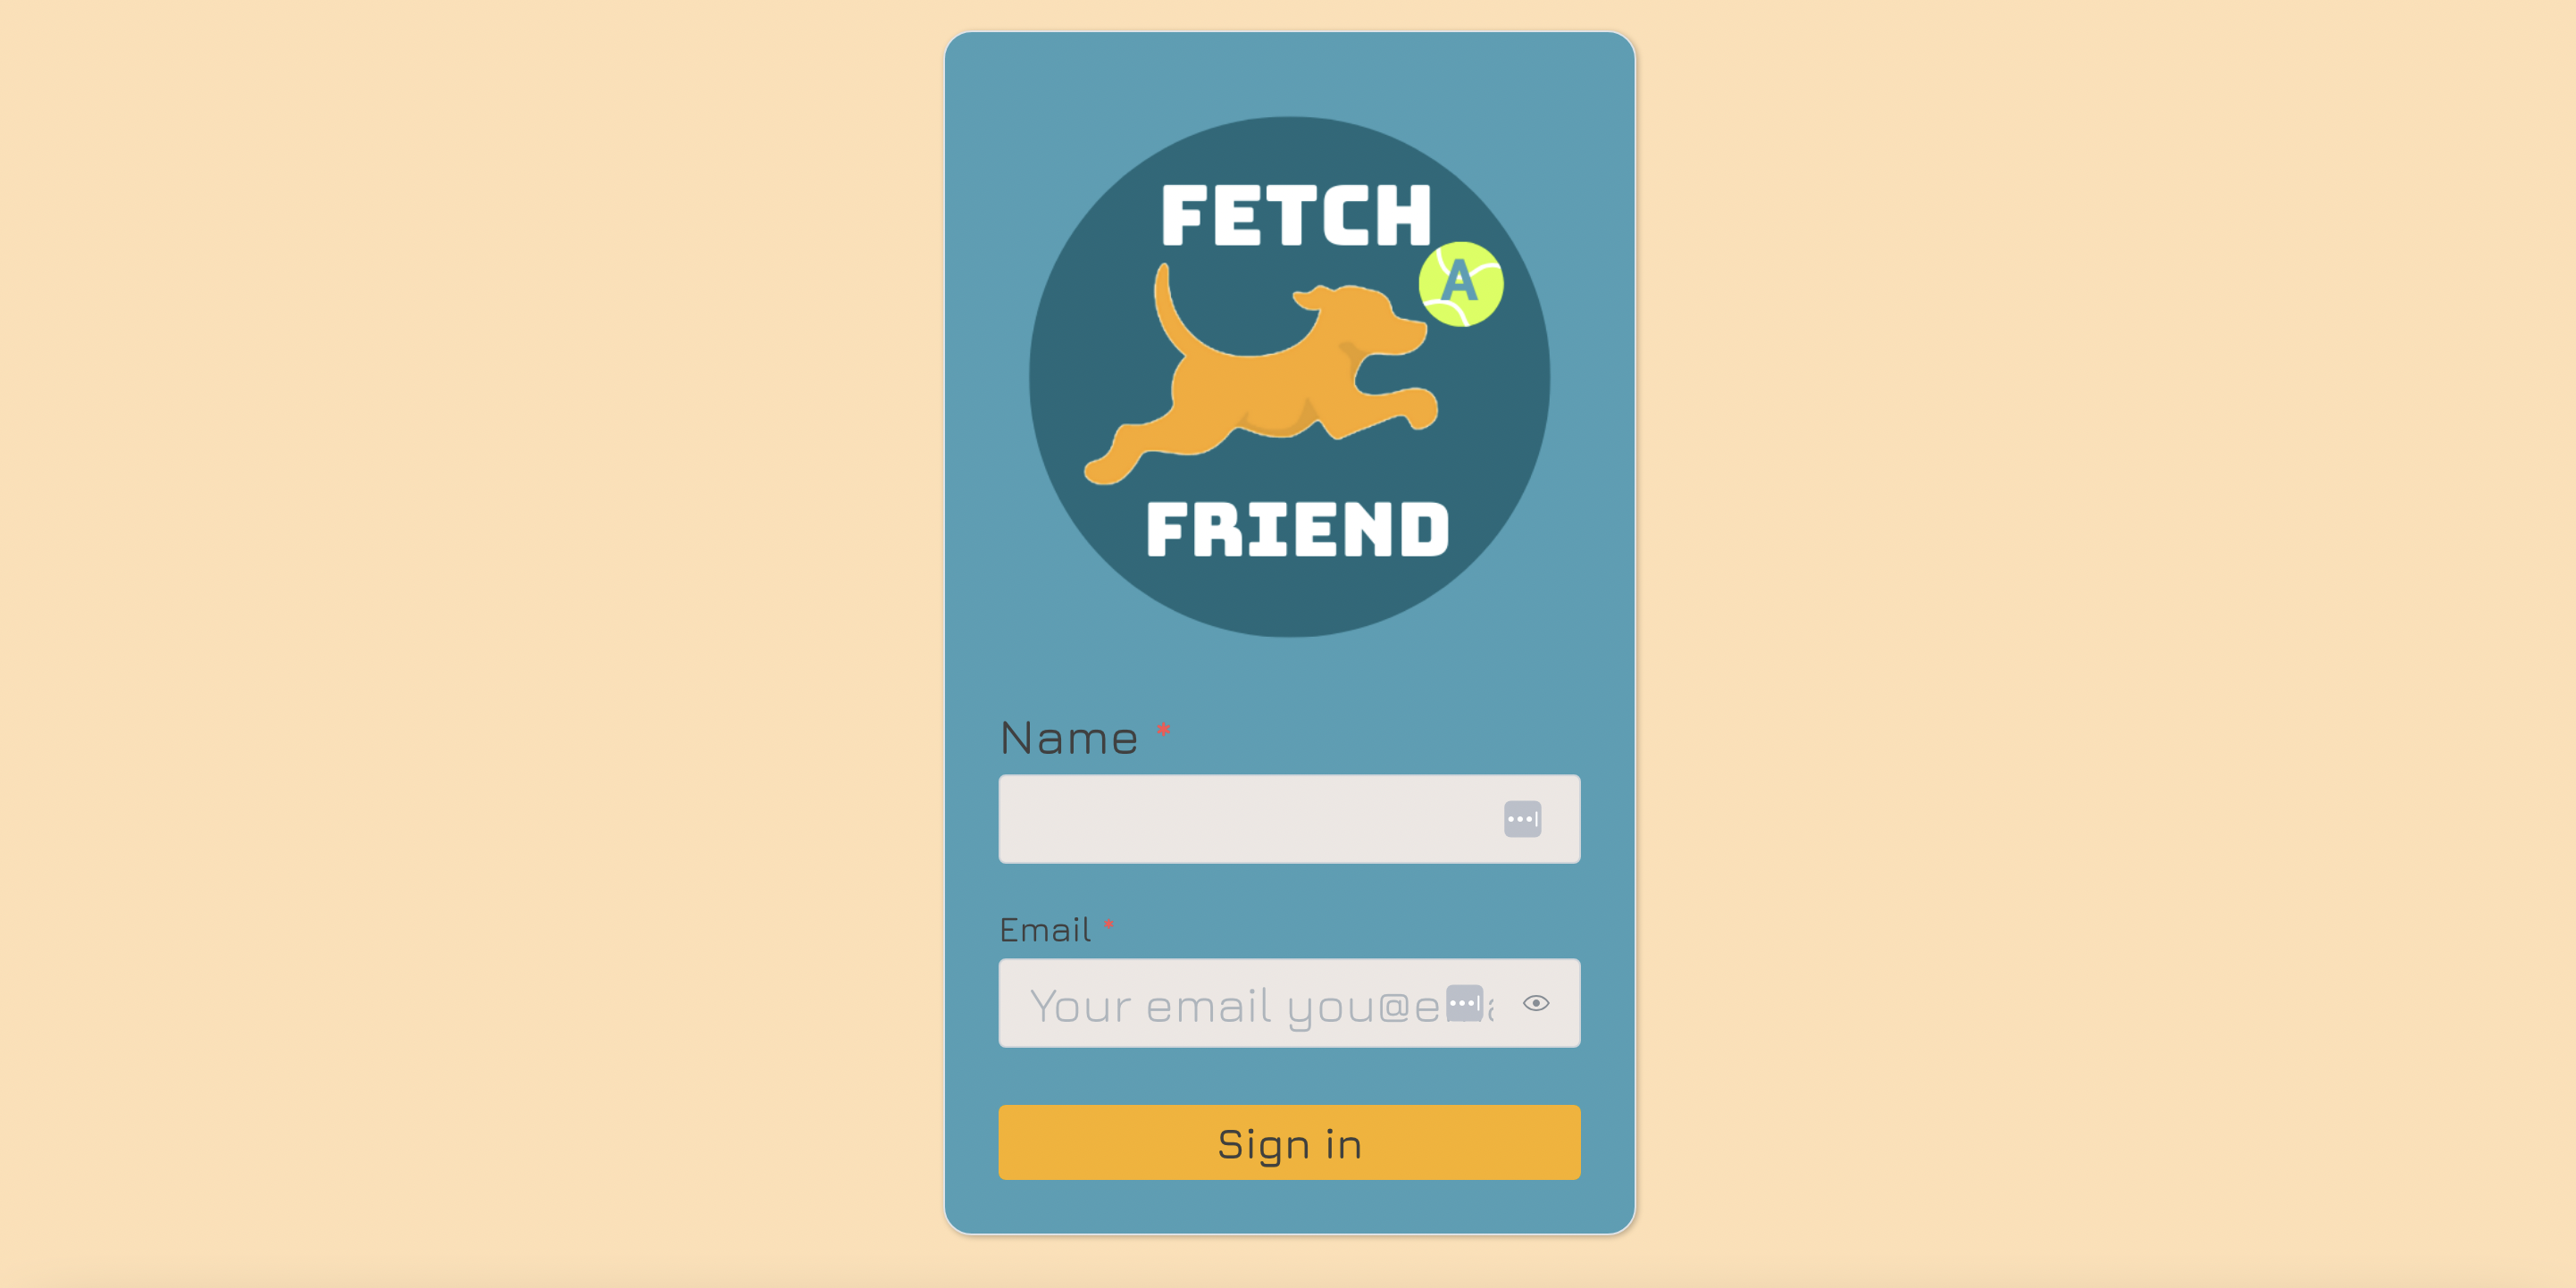 FETCH
A
FRIEND
Name *
Email *
Your email you@e
Sign in